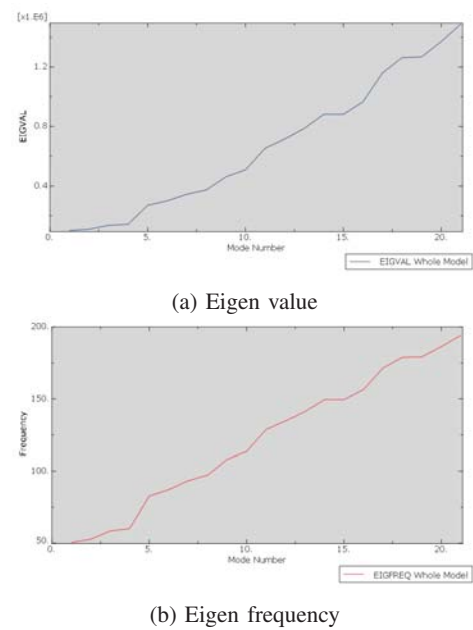 [x1.E6]
1.2
0.8
0.4
EIGVAL
0. 5. 10. 15. 20.
Mode Number
EIGVAL Whole Model
(a) Eigen value
200.
150.
100.
50.
Frequency
0. 5. 10. 15. 20.
Mode Number
EIGFREQ Whole Model
(b) Eigen frequency